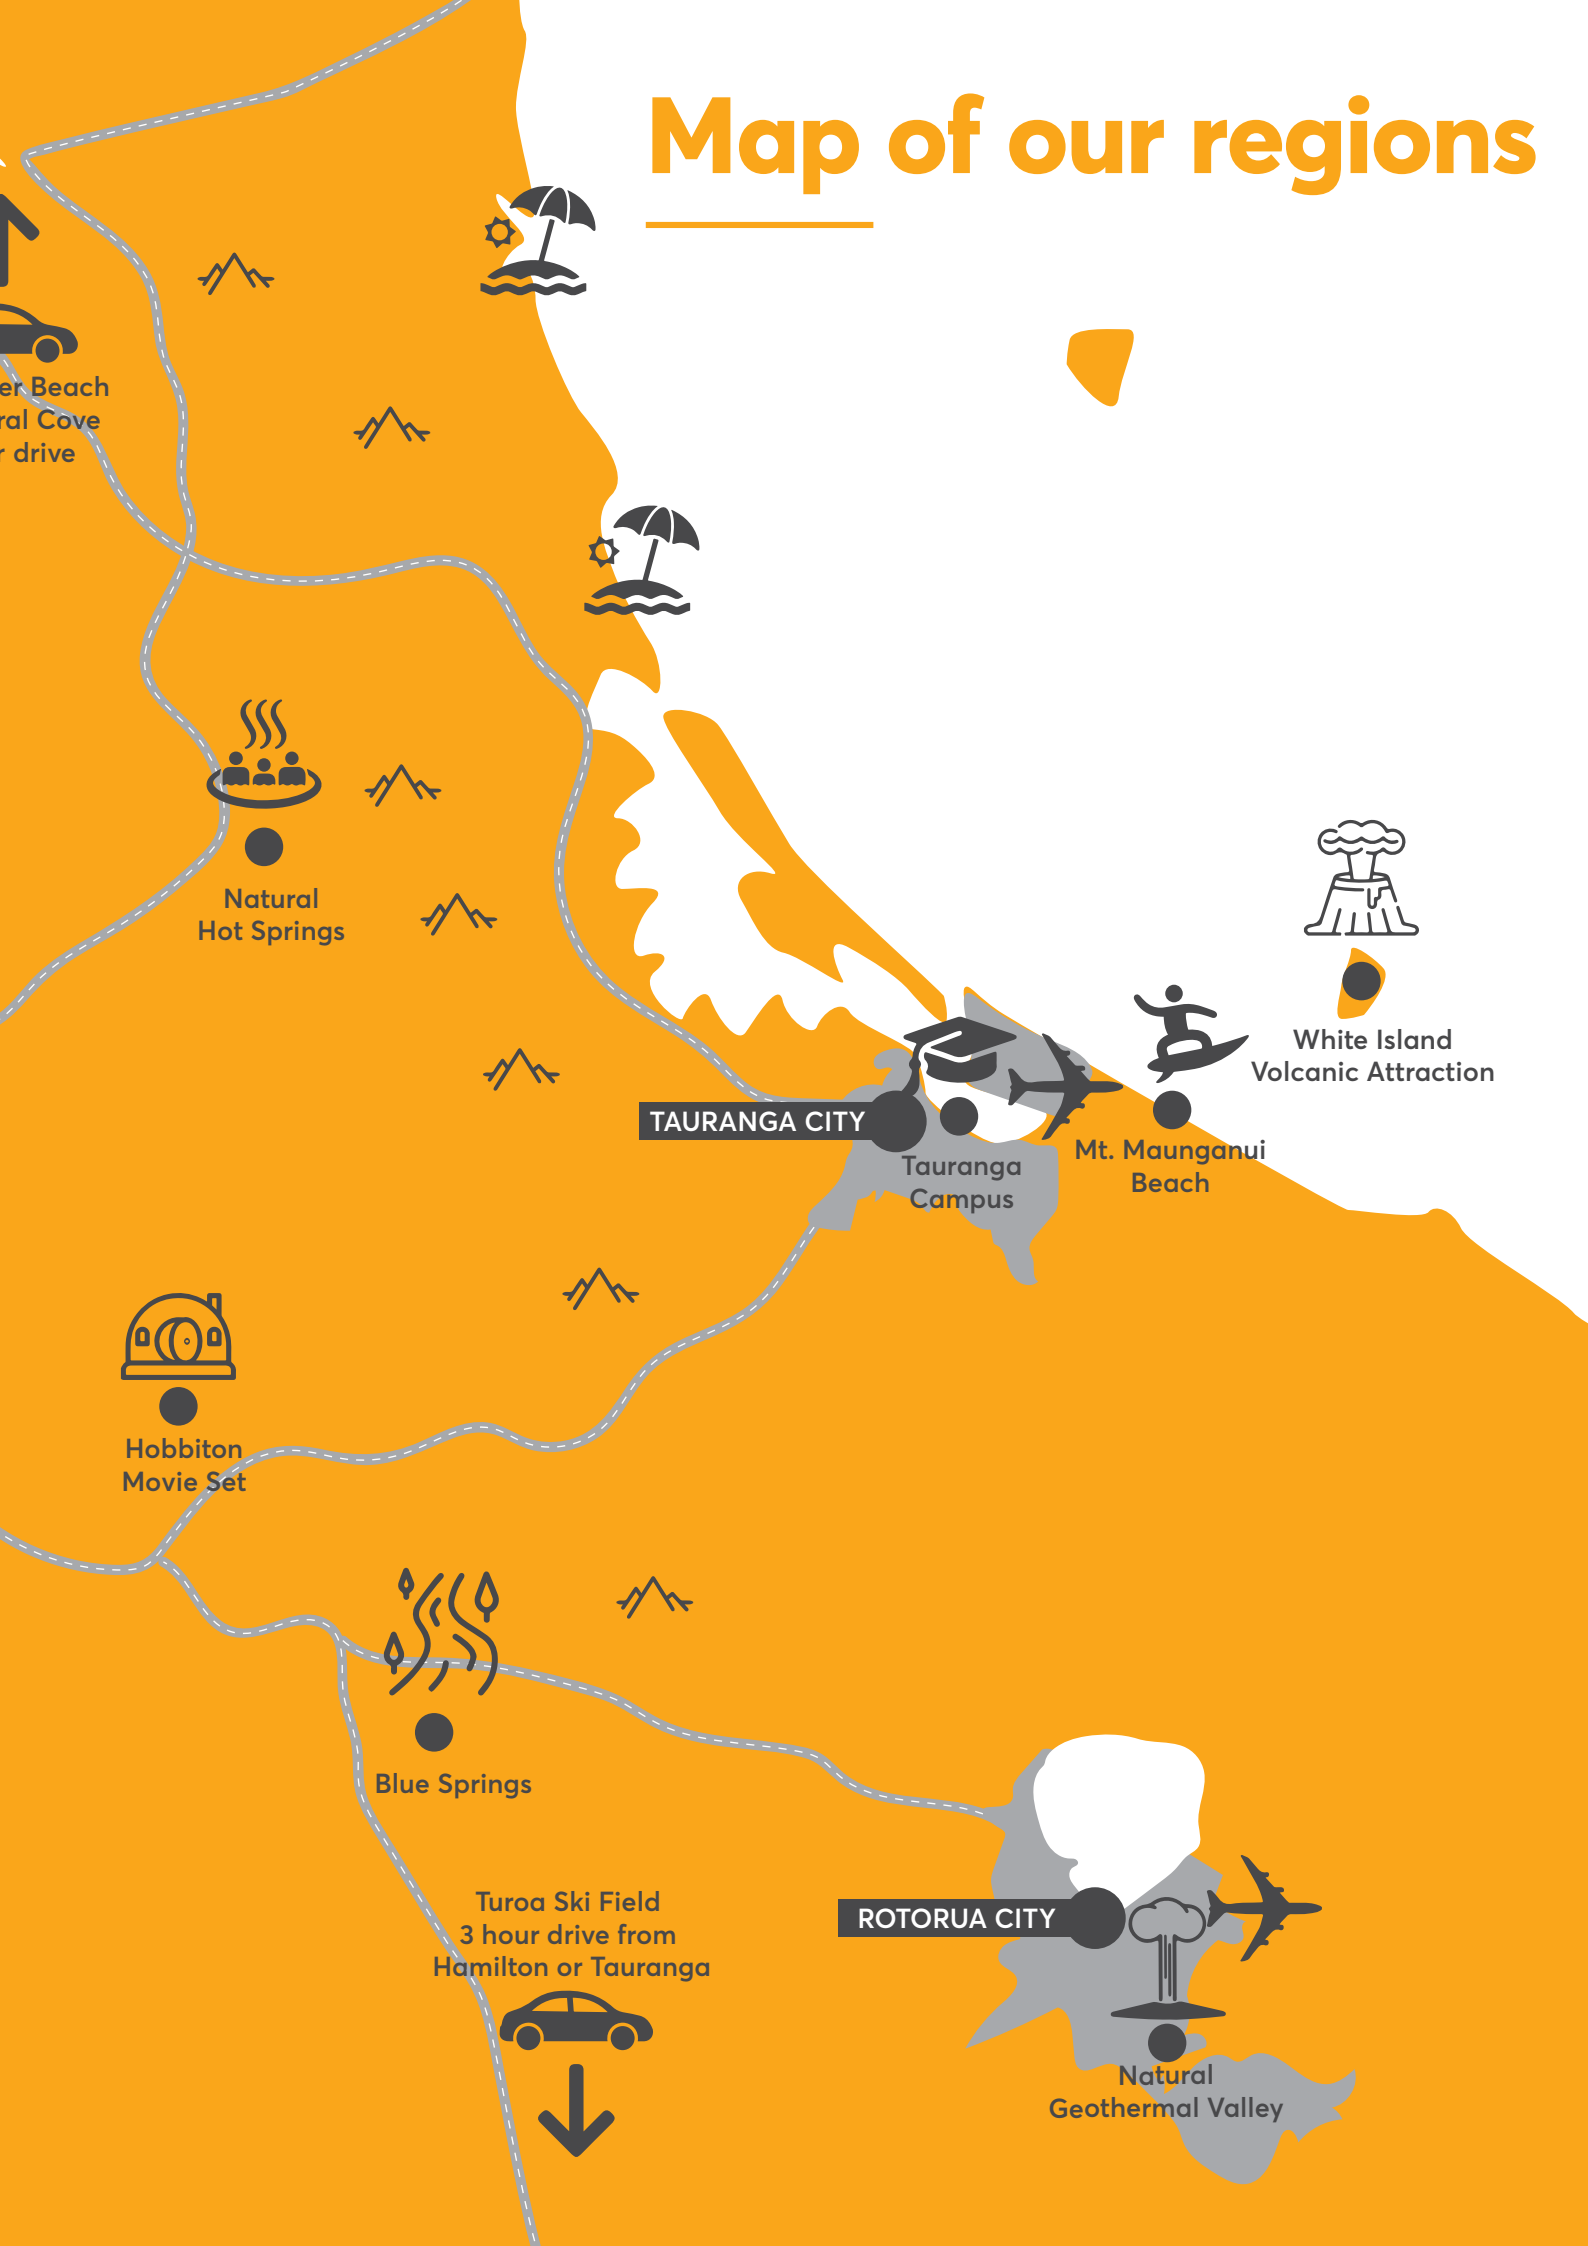 Map of our regions
Beach
Cove
drive
Natural
Hot Springs
White Island
Volcanic Attraction
TAURANGA CITY
Tauranga
Campus
Mt. Maunganui
Beach
Hobbiton
Movie Set
Blue Springs
Turoa Ski Field
3 hour drive from
Hamilton or Tauranga
ROTORUA CITY
Natural
Geothermal Valley